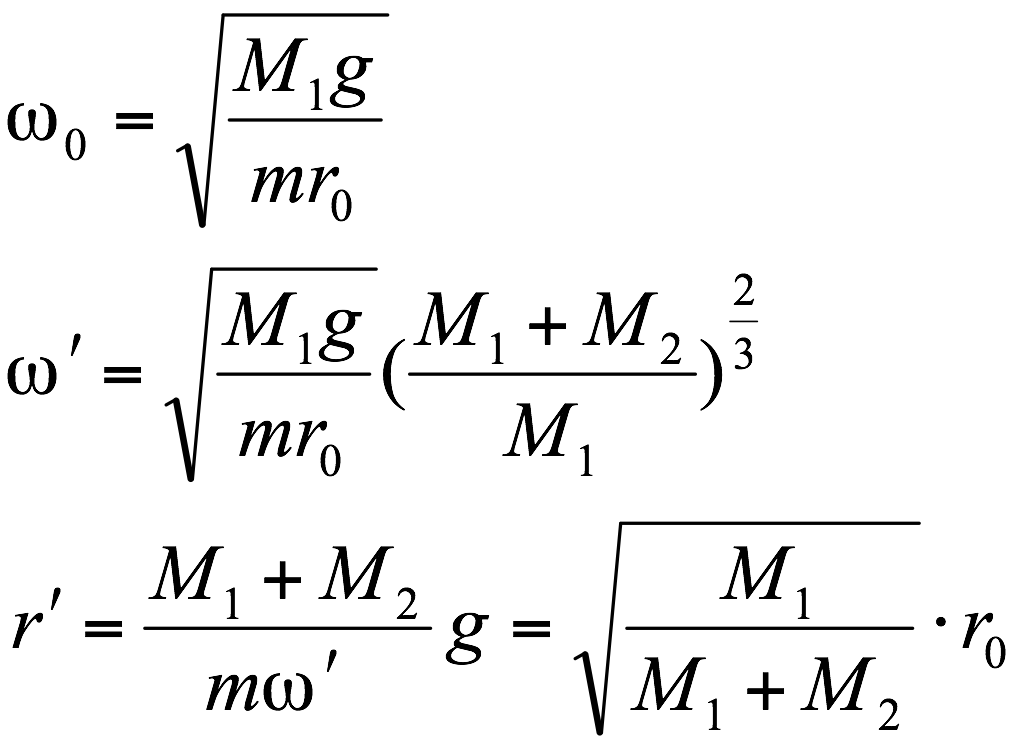 ω₀ = √(M₁g / mr₀)
ω′ = √(M₁g / mr₀) ((M₁ + M₂) / M₁)^(2/3)
r′ = ((M₁ + M₂) / mω′) g = √(M₁ / (M₁ + M₂)) · r₀